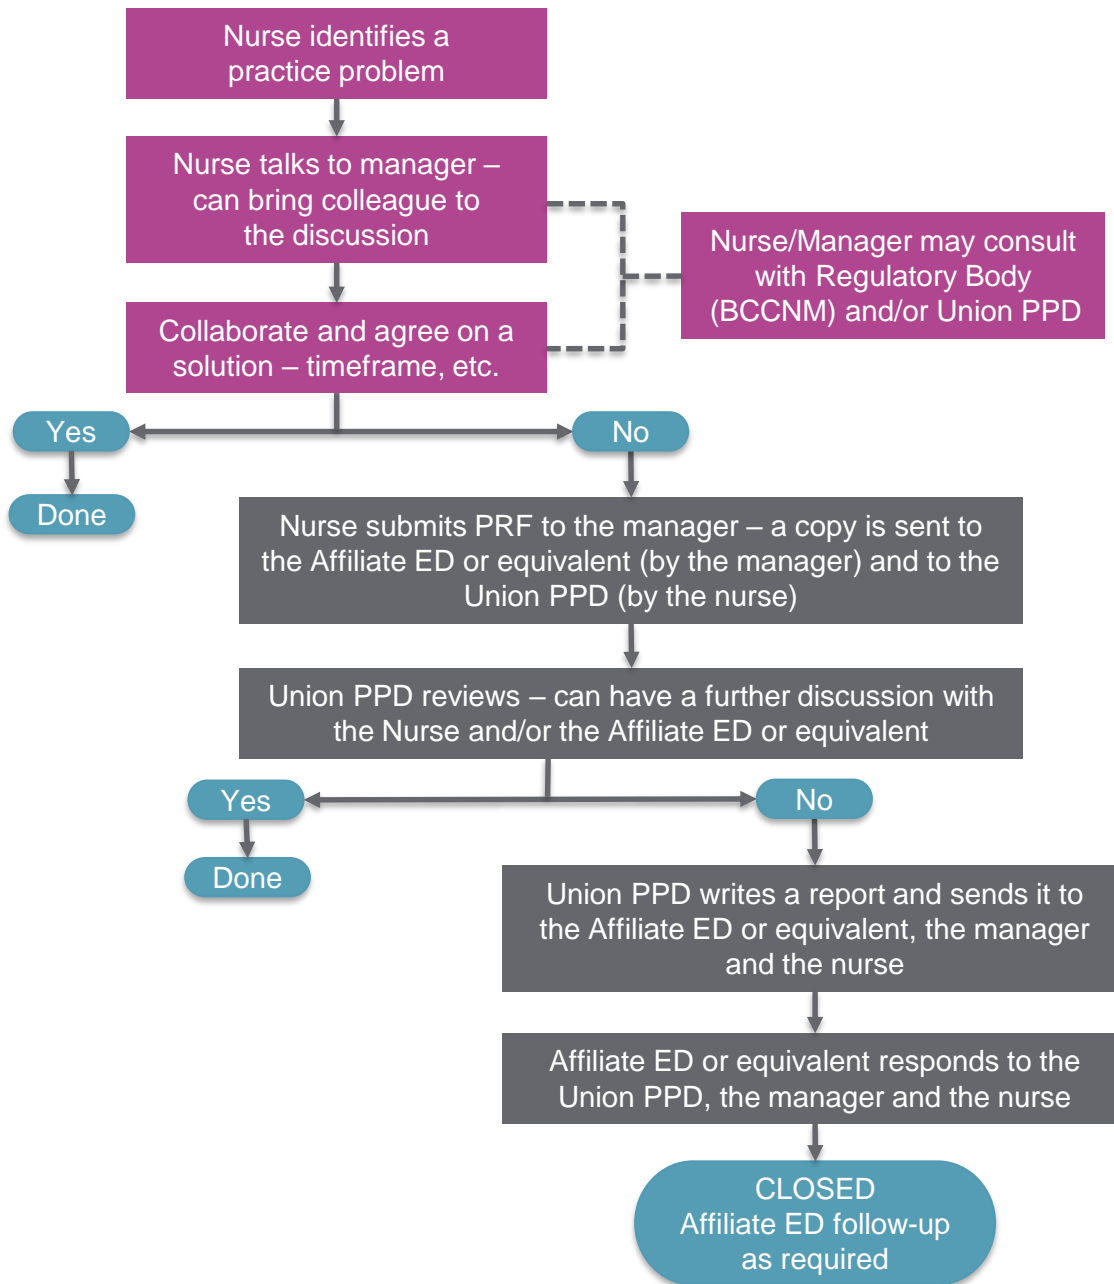 Nurse identifies a
practice problem
Nurse talks to manager –
can bring colleague to
the discussion
Nurse/Manager may consult
with Regulatory Body
(BCCNM) and/or Union PPD
Collaborate and agree on a
solution – timeframe, etc.
Yes
No
Done
Nurse submits PRF to the manager – a copy is sent to
the Affiliate ED or equivalent (by the manager) and to the
Union PPD (by the nurse)
Union PPD reviews – can have a further discussion with
the Nurse and/or the Affiliate ED or equivalent
Yes
No
Done
Union PPD writes a report and sends it to
the Affiliate ED or equivalent, the manager
and the nurse
Affiliate ED or equivalent responds to the
Union PPD, the manager and the nurse
CLOSED
Affiliate ED follow-up
as required